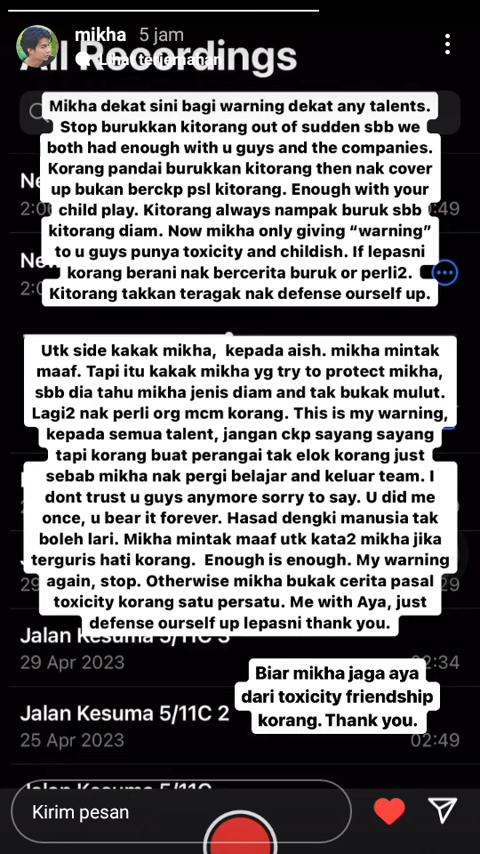 mikha 5 jam
All Recordings
Lihat terjemahan
Mikha dekat sini bagi warning dekat any talents.
Stop burukkan kitorang out of sudden sbb we
both had enough with u guys and the companies.
Korang pandai burukkan kitorang then nak cover
up bukan berckp psl kitorang. Enough with your
child play. Kitorang always nampak buruk sbb
kitorang diam. Now mikha only giving “warning”
to u guys punya toxicity and childish. If lepasni
korang berani nak bercerita buruk or perli2.
Kitorang takkan teragak nak defense ourself up.
Utk side kakak mikha, kepada aish. mikha mintak
maaf. Tapi itu kakak mikha yg try to protect mikha,
sbb dia tahu mikha jenis diam and tak bukak mulut.
Lagi2 nak perli org mcm korang. This is my warning,
kepada semua talent, jangan ckp sayang sayang
tapi korang buat perangai tak elok korang just
sebab mikha nak pergi belajar and keluar team. I
dont trust u guys anymore sorry to say. U did me
once, u bear it forever. Hasad dengki manusia tak
boleh lari. Mikha mintak maaf utk kata2 mikha jika
terguris hati korang. Enough is enough. My warning
again, stop. Otherwise mikha bukak cerita pasal
toxicity korang satu persatu. Me with Aya, just
defense ourself up lepasni thank you.
Jalan Kesuma 5/11C 3
29 Apr 2023 02:34
Biar mikha jaga aya
dari toxicity friendship
korang. Thank you.
Jalan Kesuma 5/11C 2
25 Apr 2023 02:49
Jalan Kesuma 5/11C
Kirim pesan